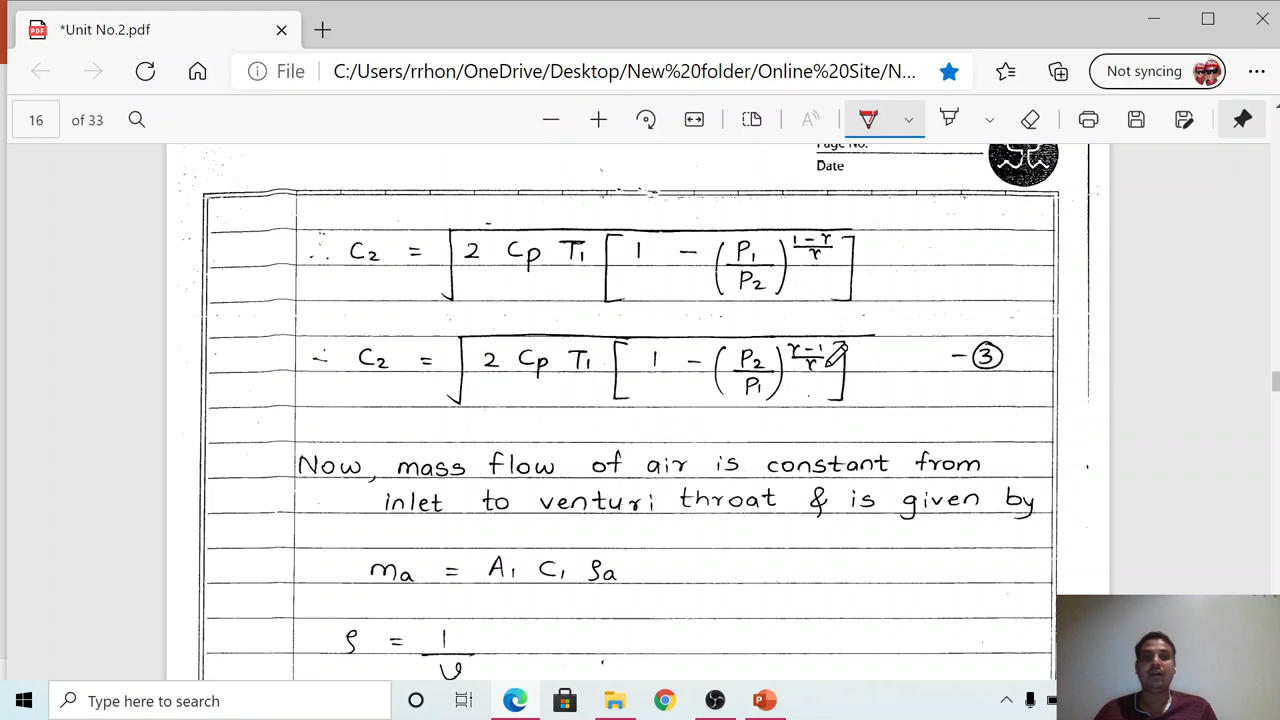 *Unit No.2.pdf
File
C:/Users/rrhon/OneDrive/Desktop/New%20folder/Online%20Site/N...
Not syncing
16 of 33
Page No.
Date
∴ C₂ = √(2 Cp T₁ [1 − (P₁/P₂)^((1−γ)/γ)])
∴ C₂ = √(2 Cp T₁ [1 − (P₂/P₁)^((γ−1)/γ)]) − ③
Now, mass flow of air is constant from
inlet to venturi throat & is given by
ma = A₁ C₁ ρa
ρ = 1/v
Type here to search